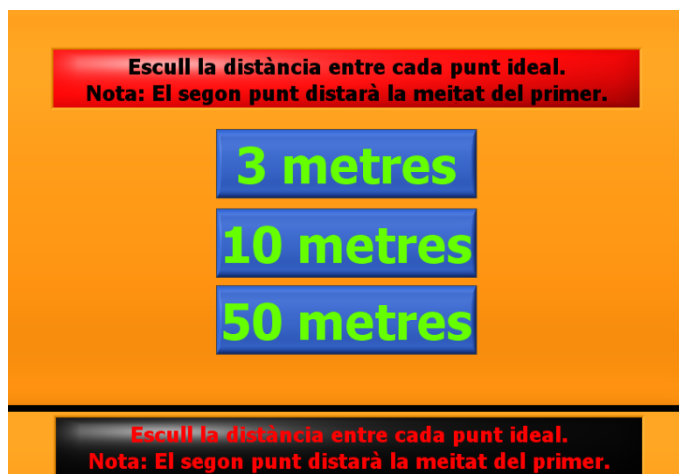 Escull la distància entre cada punt ideal.
Nota: El segon punt distarà la meitat del primer.
3 metres
10 metres
50 metres
Escull la distància entre cada punt ideal.
Nota: El segon punt distarà la meitat del primer.